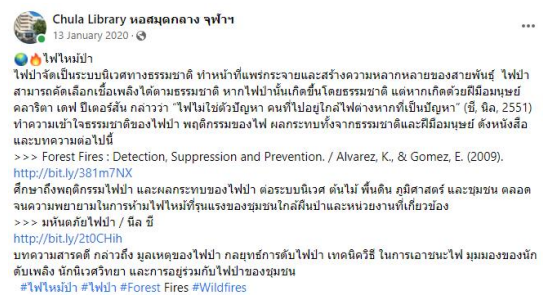 Chula Library หอสมุดกลาง จุฬาฯ
13 January 2020 ·
🌏🔥ไฟไหม้ป่า
ไฟป่าจัดเป็นระบบนิเวศทางธรรมชาติ ทำหน้าที่แพร่กระจายและสร้างความหลากหลายของสายพันธุ์ ไฟป่า
สามารถคัดเลือกเชื้อเพลิงได้ตามธรรมชาติ หากไฟป่านั้นเกิดขึ้นโดยธรรมชาติ แต่หากเกิดด้วยฝีมือมนุษย์
คลาริตา เดฟ ปีเตอร์สัน กล่าวว่า "ไฟไม่ใช่ตัวปัญหา คนที่ไปอยู่ใกล้ไฟต่างหากที่เป็นปัญหา" (ชี, นีล, 2551)
ทำความเข้าใจธรรมชาติของไฟป่า พฤติกรรมของไฟ ผลกระทบทั้งจากธรรมชาติและฝีมือมนุษย์ ดังหนังสือ
และบทความต่อไปนี้
>>> Forest Fires : Detection, Suppression and Prevention. / Alvarez, K., & Gomez, E. (2009).
http://bit.ly/381m7NX
ศึกษาถึงพฤติกรรมไฟป่า และผลกระทบของไฟป่า ต่อระบบนิเวศ ต้นไม้ พื้นดิน ภูมิศาสตร์ และชุมชน ตลอด
จนความพยายามในการห้ามไฟไหม้ที่รุนแรงของชุมชนใกล้ผืนป่าและหน่วยงานที่เกี่ยวข้อง
>>> มหันตภัยไฟป่า / นีล ชี
http://bit.ly/2t0CHih
บทความสารคดี กล่าวถึง มูลเหตุของไฟป่า กลยุทธ์การดับไฟป่า เทคนิควิธี ในการเอาชนะไฟ มุมมองของนัก
ดับเพลิง นักนิเวศวิทยา และการอยู่ร่วมกับไฟป่าของชุมชน
#ไฟไหม้ป่า #ไฟป่า #Forest Fires #Wildfires